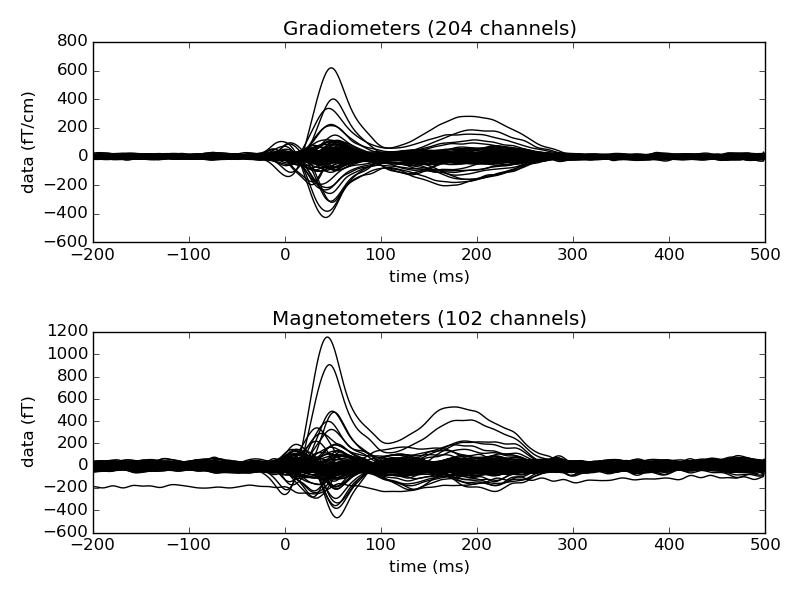 Gradiometers (204 channels)
800
600
400
200
0
−200
−400
−600
data (fT/cm)
−200 −100 0 100 200 300 400 500
time (ms)
Magnetometers (102 channels)
1200
1000
800
600
400
200
0
−200
−400
−600
data (fT)
−200 −100 0 100 200 300 400 500
time (ms)